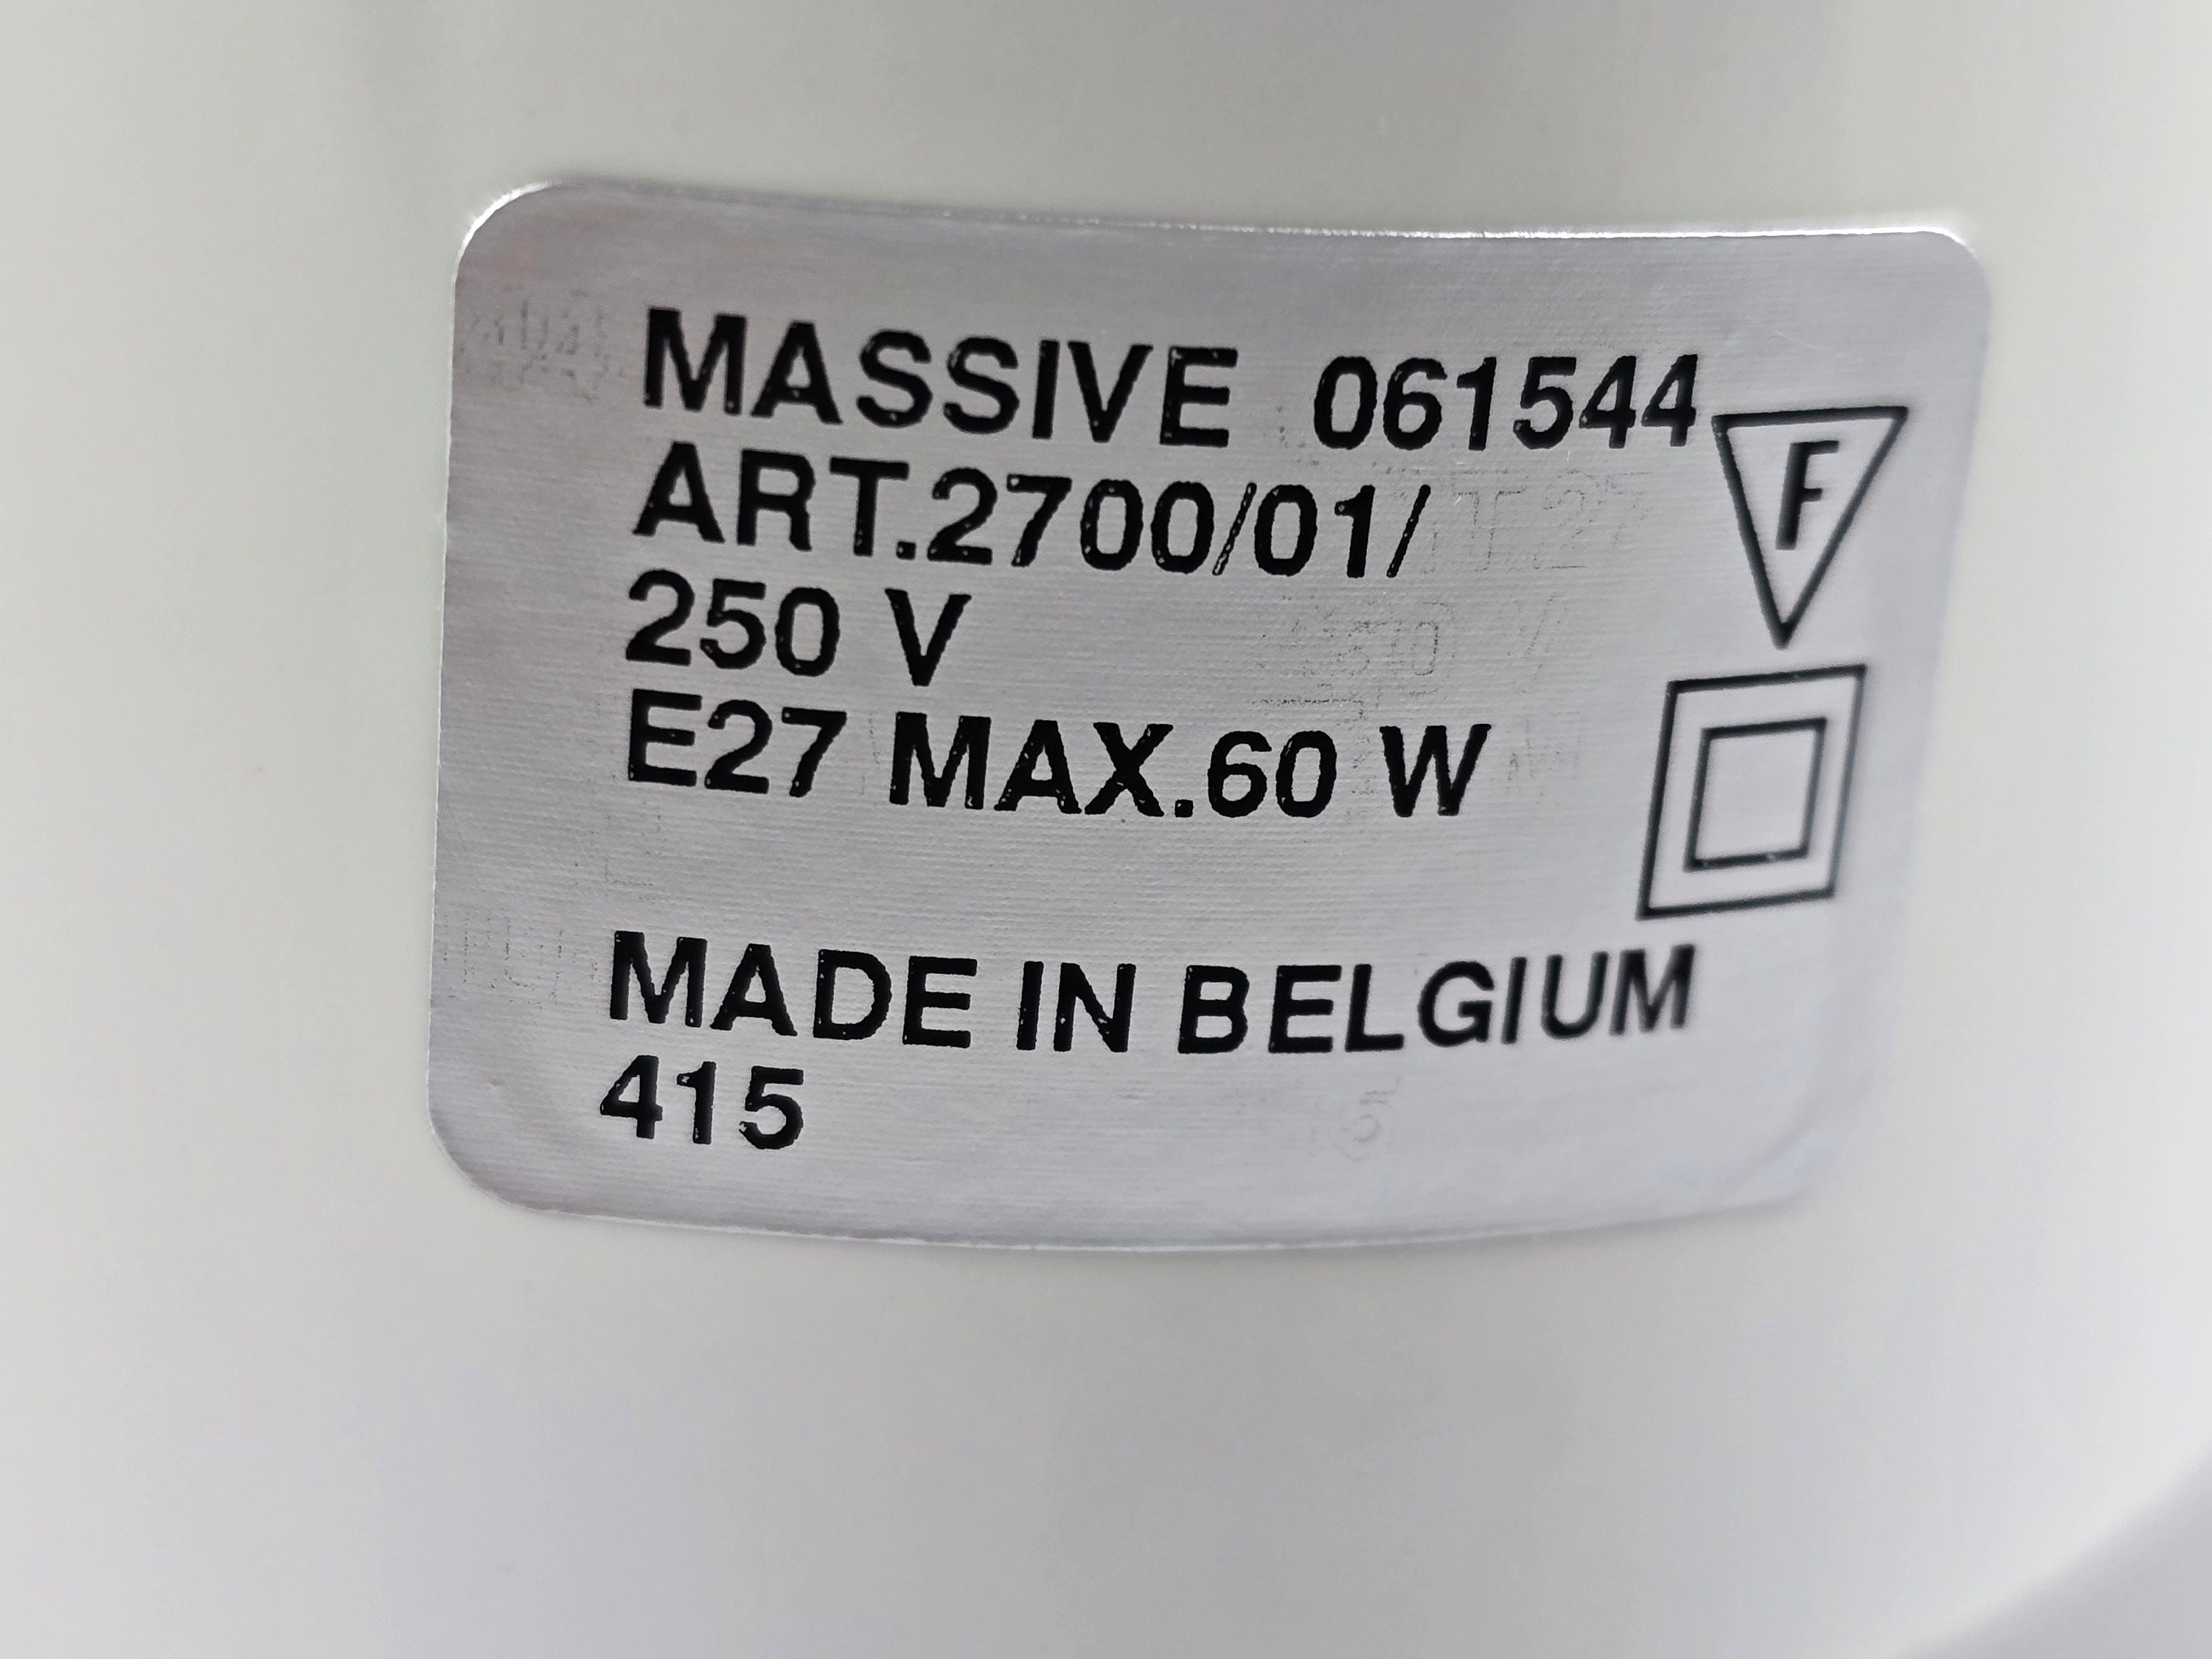 MASSIVE 061544
F
ART.2700/01/
250 V
E27 MAX.60 W
MADE IN BELGIUM
415